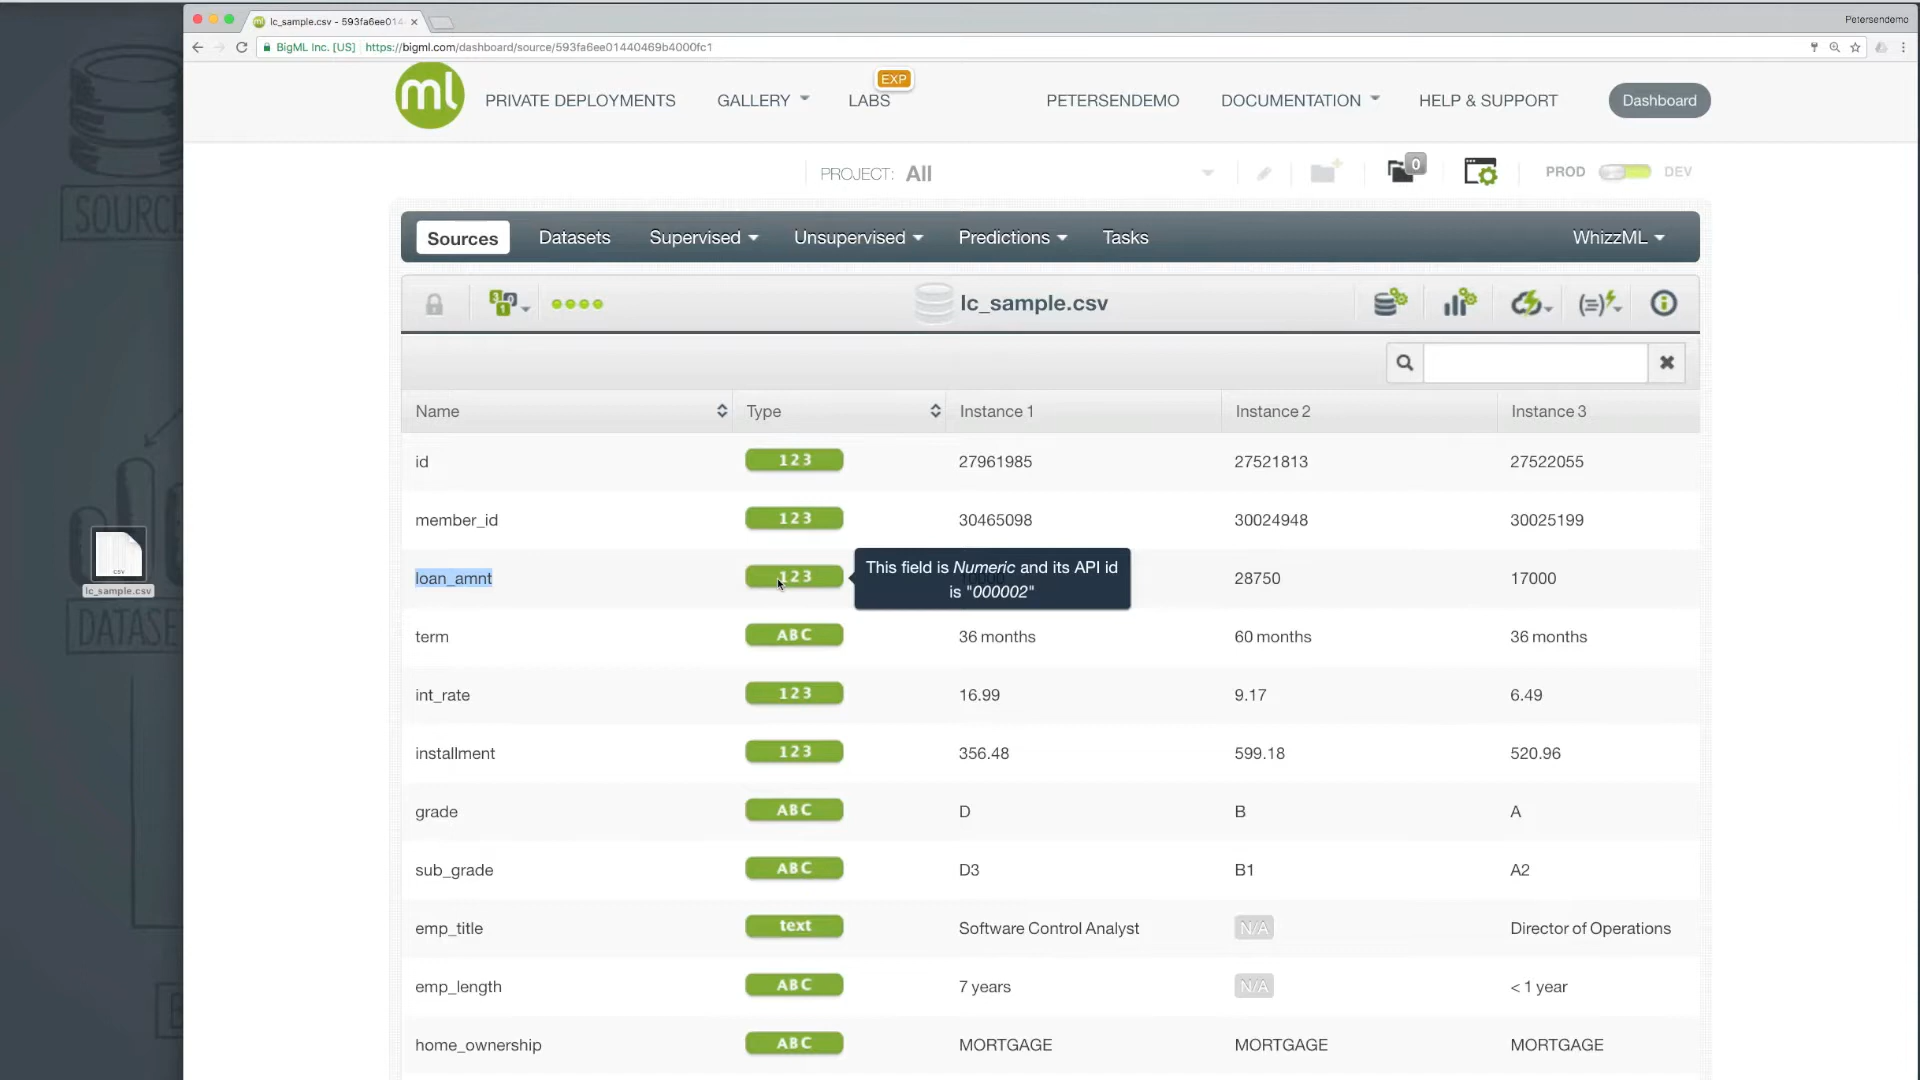 lc_sample.csv - 593fa6ee014
Petersendemo
BigML Inc. [US] https://bigml.com/dashboard/source/593fa6ee01440469b4000fc1
ml
PRIVATE DEPLOYMENTS GALLERY LABS EXP PETERSENDEMO DOCUMENTATION HELP & SUPPORT Dashboard
PROJECT: All 0 PROD DEV
Sources Datasets Supervised Unsupervised Predictions Tasks WhizzML
lc_sample.csv
Name Type Instance 1 Instance 2 Instance 3
id 123 27961985 27521813 27522055
member_id 123 30465098 30024948 30025199
loan_amnt 123 10000 28750 17000
This field is Numeric and its API id
is "000002"
term ABC 36 months 60 months 36 months
int_rate 123 16.99 9.17 6.49
installment 123 356.48 599.18 520.96
grade ABC D B A
sub_grade ABC D3 B1 A2
emp_title text Software Control Analyst N/A Director of Operations
emp_length ABC 7 years N/A < 1 year
home_ownership ABC MORTGAGE MORTGAGE MORTGAGE
SOURC
CSV
lc_sample.csv
DATASE